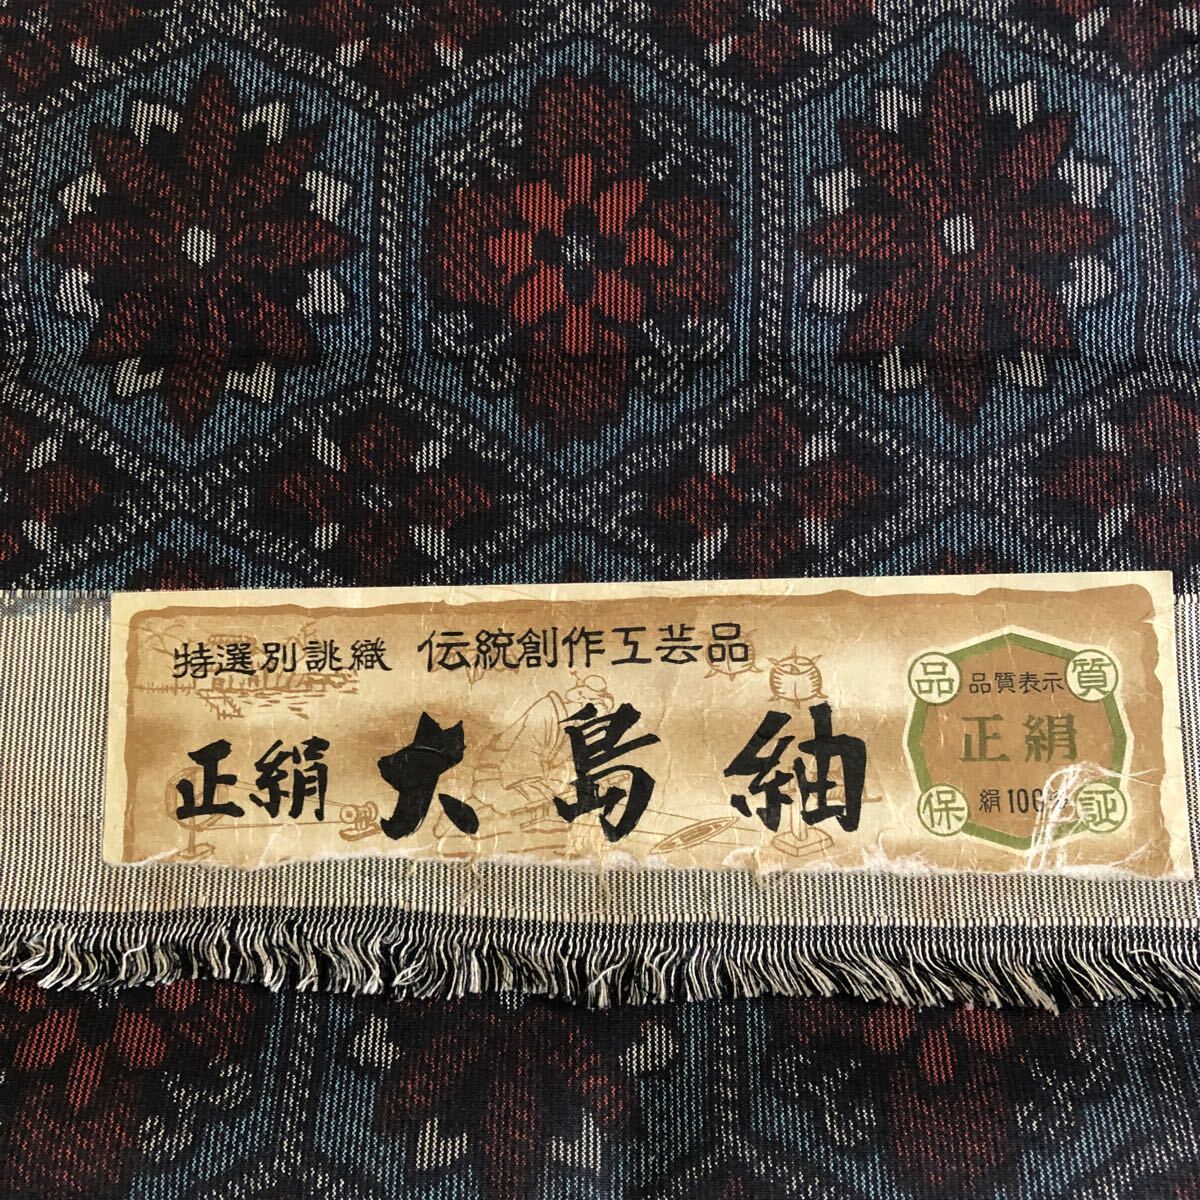 特選別誂織 伝統創作工芸品
正絹 大島紬
品質保証
品質表示
正絹
絹100